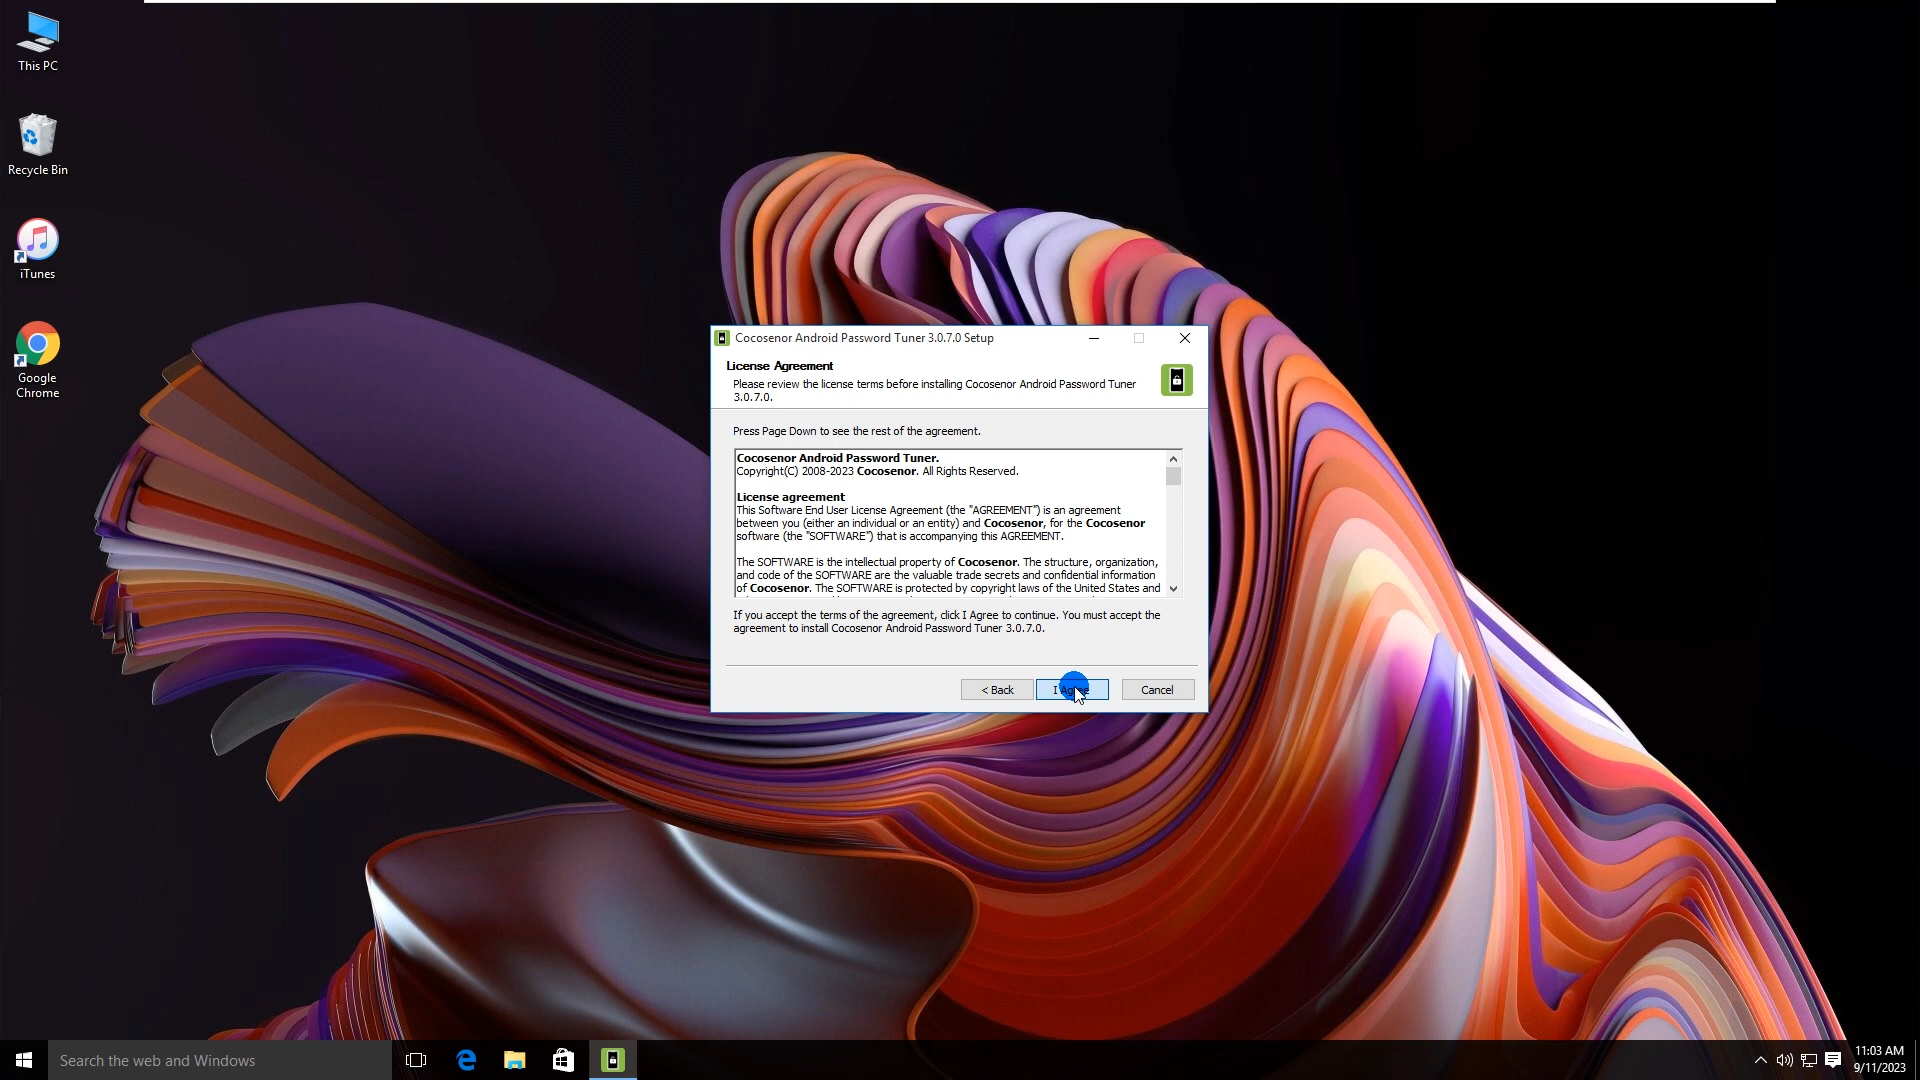 This PC
Recycle Bin
iTunes
Google
Chrome
Cocosenor Android Password Tuner 3.0.7.0 Setup
License Agreement
Please review the license terms before installing Cocosenor Android Password Tuner
3.0.7.0.
Press Page Down to see the rest of the agreement.
Cocosenor Android Password Tuner.
Copyright(C) 2008-2023 Cocosenor. All Rights Reserved.
License agreement
This Software End User License Agreement (the "AGREEMENT") is an agreement
between you (either an individual or an entity) and Cocosenor, for the Cocosenor
software (the "SOFTWARE") that is accompanying this AGREEMENT.
The SOFTWARE is the intellectual property of Cocosenor. The structure, organization,
and code of the SOFTWARE are the valuable trade secrets and confidential information
of Cocosenor. The SOFTWARE is protected by copyright laws of the United States and
If you accept the terms of the agreement, click I Agree to continue. You must accept the
agreement to install Cocosenor Android Password Tuner 3.0.7.0.
< Back
I Agree
Cancel
Search the web and Windows
11:03 AM
9/11/2023